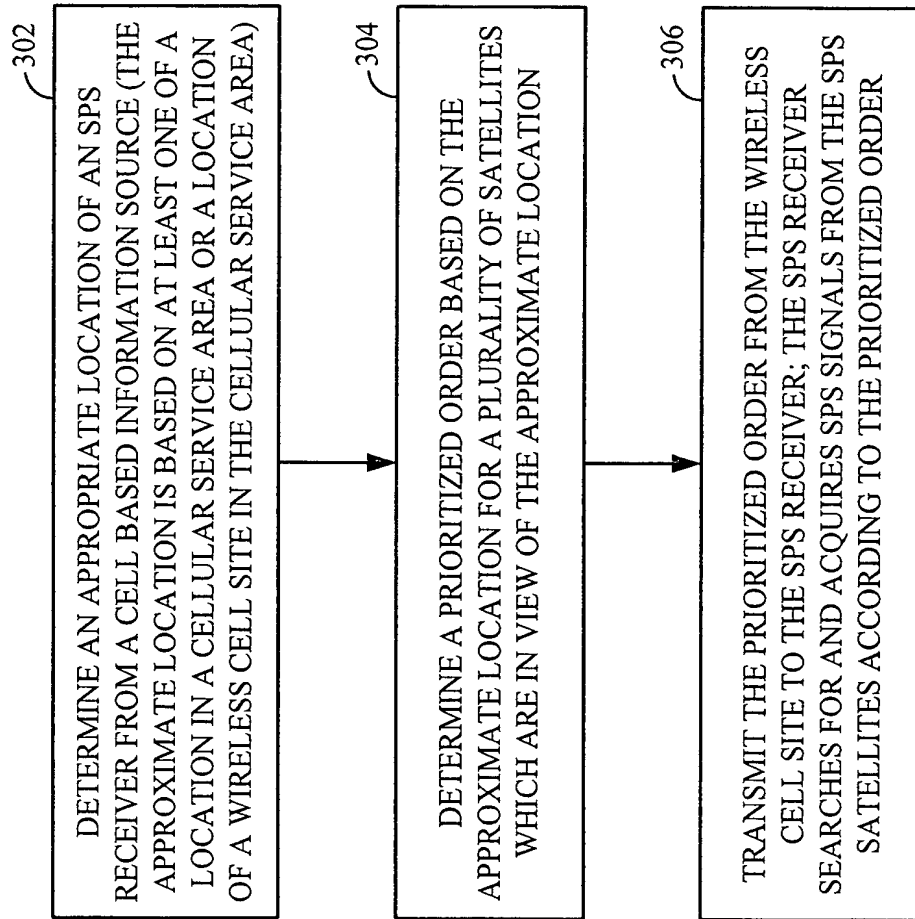 302
DETERMINE AN APPROPRIATE LOCATION OF AN SPS
RECEIVER FROM A CELL BASED INFORMATION SOURCE (THE
APPROXIMATE LOCATION IS BASED ON AT LEAST ONE OF A
LOCATION IN A CELLULAR SERVICE AREA OR A LOCATION
OF A WIRELESS CELL SITE IN THE CELLULAR SERVICE AREA)
304
DETERMINE A PRIORITIZED ORDER BASED ON THE
APPROXIMATE LOCATION FOR A PLURALITY OF SATELLITES
WHICH ARE IN VIEW OF THE APPROXIMATE LOCATION
306
TRANSMIT THE PRIORITIZED ORDER FROM THE WIRELESS
CELL SITE TO THE SPS RECEIVER; THE SPS RECEIVER
SEARCHES FOR AND ACQUIRES SPS SIGNALS FROM THE SPS
SATELLITES ACCORDING TO THE PRIORITIZED ORDER